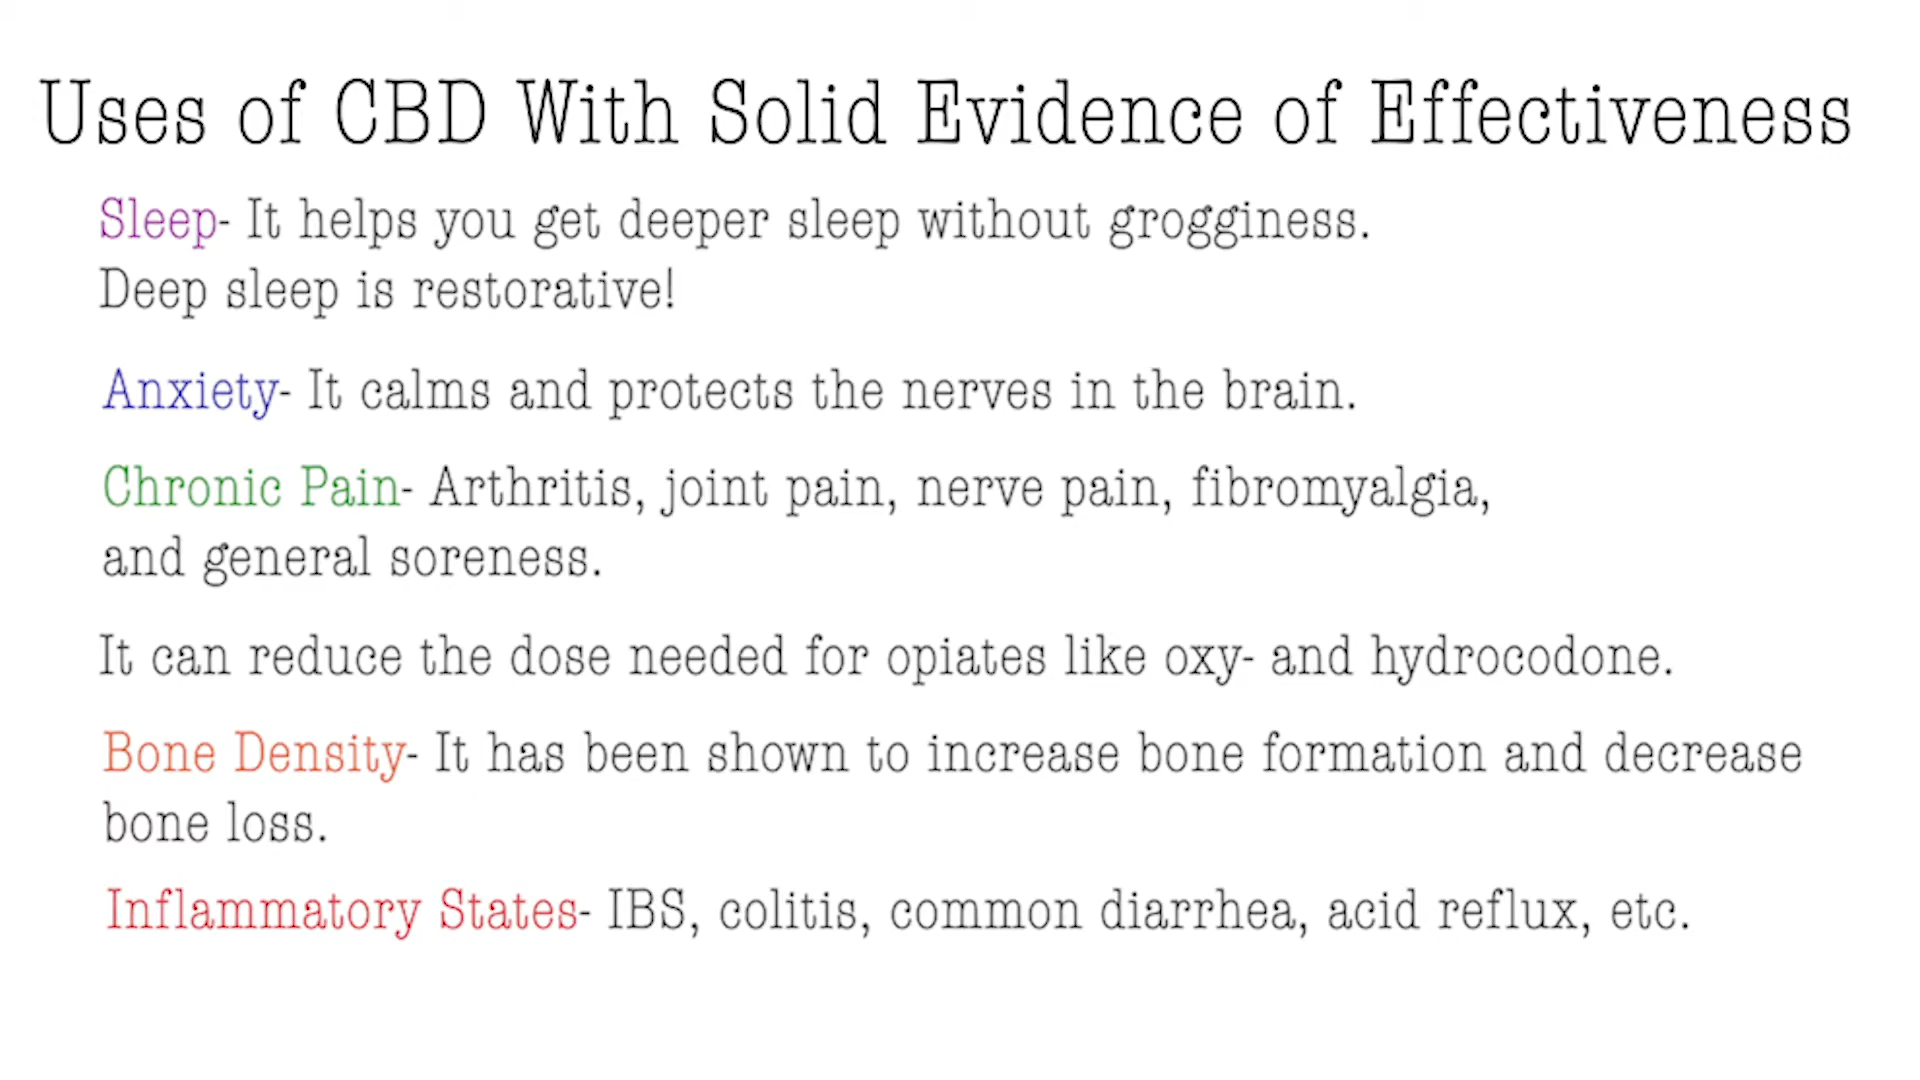 Uses of CBD With Solid Evidence of Effectiveness
Sleep- It helps you get deeper sleep without grogginess.
Deep sleep is restorative!
Anxiety- It calms and protects the nerves in the brain.
Chronic Pain- Arthritis, joint pain, nerve pain, fibromyalgia,
and general soreness.
It can reduce the dose needed for opiates like oxy- and hydrocodone.
Bone Density- It has been shown to increase bone formation and decrease
bone loss.
Inflammatory States- IBS, colitis, common diarrhea, acid reflux, etc.